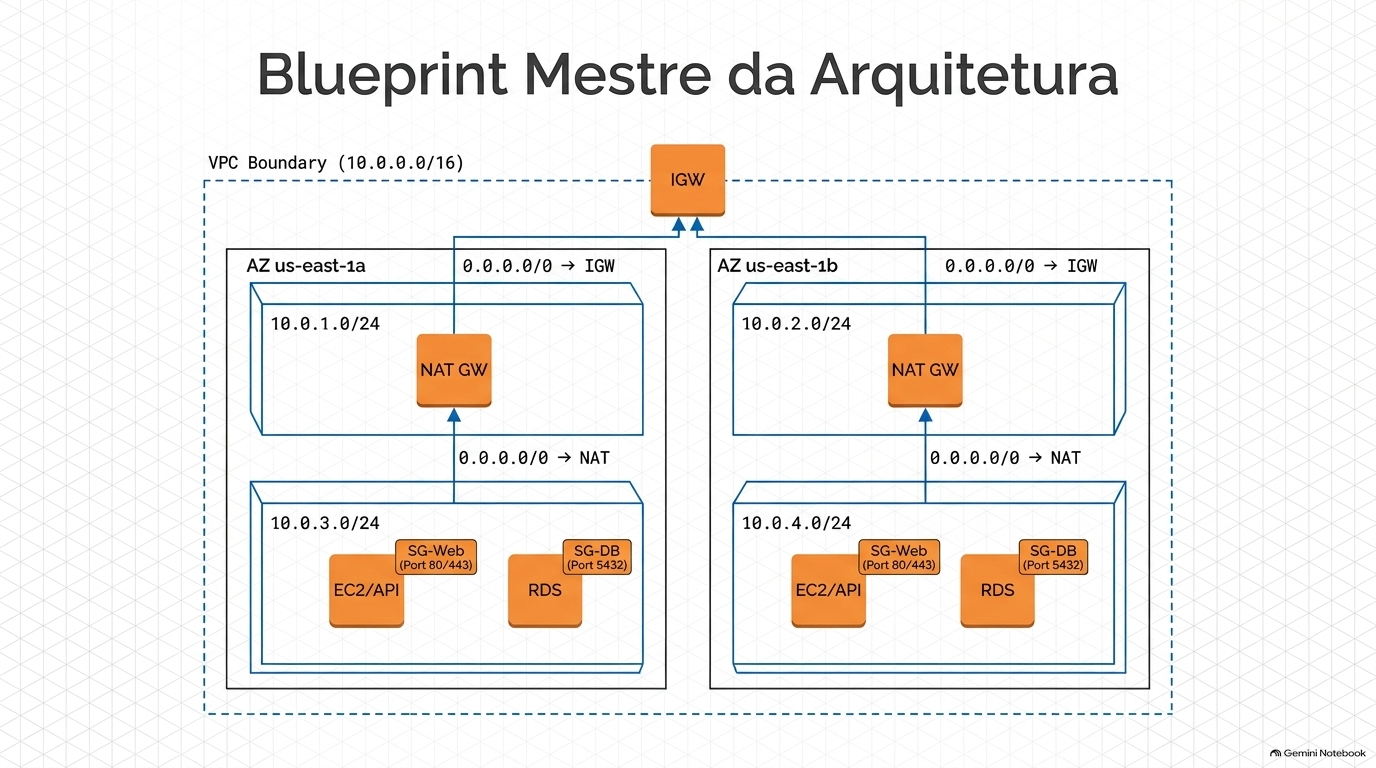 Blueprint Mestre da Arquitetura
VPC Boundary (10.0.0.0/16)
IGW
AZ us-east-1a
0.0.0.0/0 → IGW
10.0.1.0/24
NAT GW
0.0.0.0/0 → NAT
10.0.3.0/24
SG-Web
(Port 80/443)
EC2/API
SG-DB
(Port 5432)
RDS
AZ us-east-1b
0.0.0.0/0 → IGW
10.0.2.0/24
NAT GW
0.0.0.0/0 → NAT
10.0.4.0/24
SG-Web
(Port 80/443)
EC2/API
SG-DB
(Port 5432)
RDS
Gemini Notebook